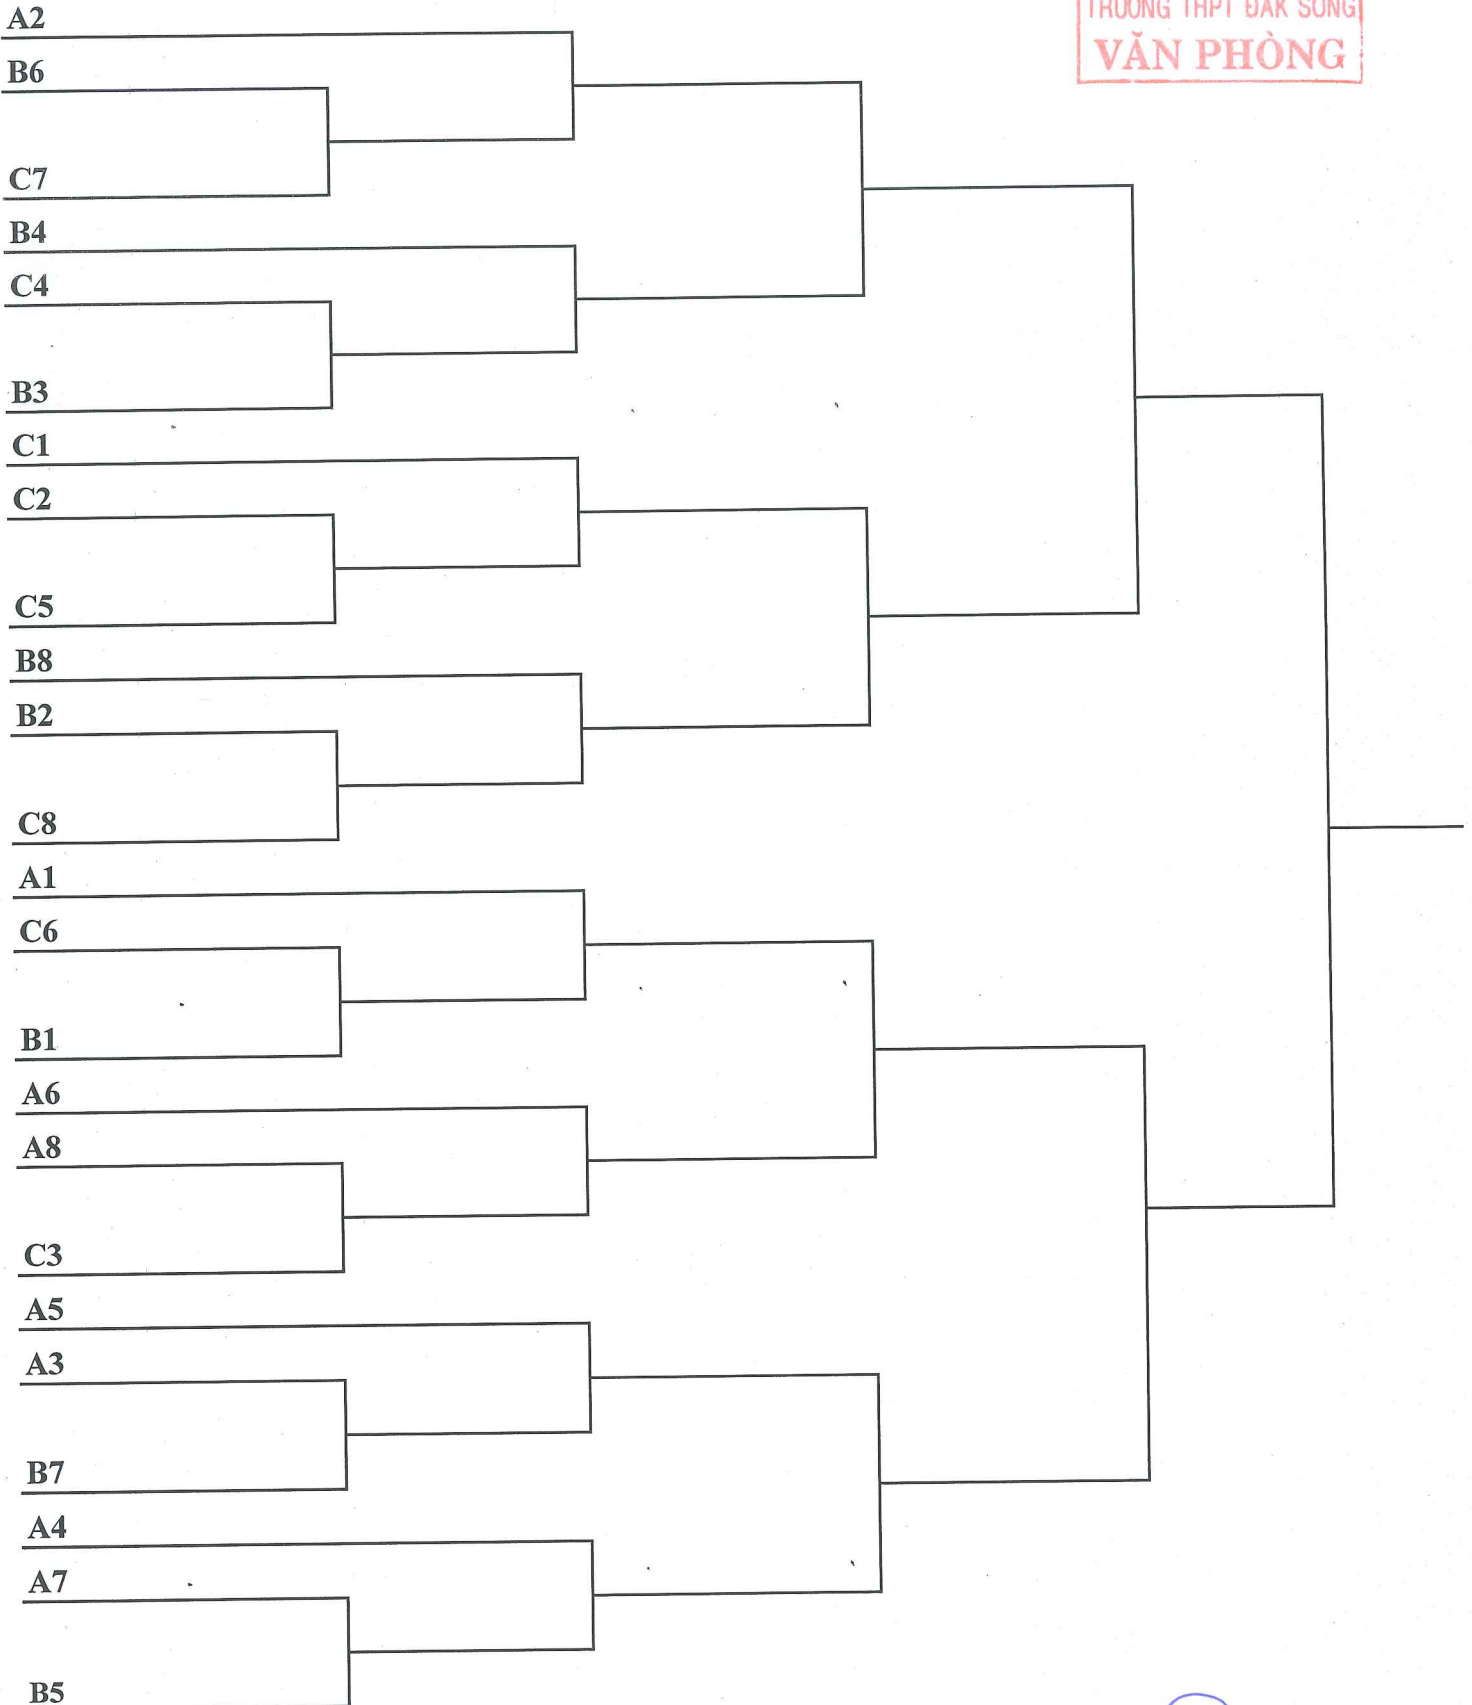 TRƯỜNG THPT ĐĂK SONG
VĂN PHÒNG
A2
B6
C7
B4
C4
B3
C1
C2
C5
B8
B2
C8
A1
C6
B1
A6
A8
C3
A5
A3
B7
A4
A7
B5